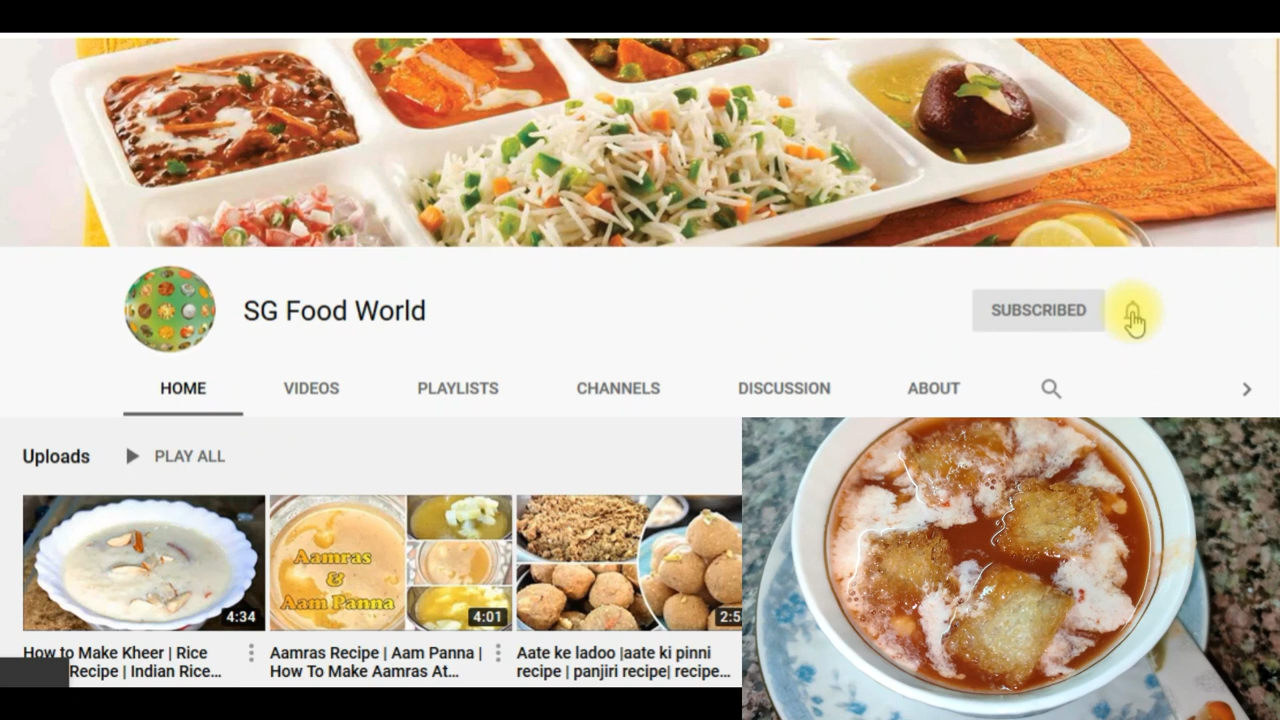 SG Food World
SUBSCRIBED
HOME
VIDEOS
PLAYLISTS
CHANNELS
DISCUSSION
ABOUT
Uploads
PLAY ALL
4:34
Aamras
&
Aam Panna
4:01
2:5
How to Make Kheer | Rice
Recipe | Indian Rice...
Aamras Recipe | Aam Panna |
How To Make Aamras At...
Aate ke ladoo |aate ki pinni
recipe | panjiri recipe| recipe...